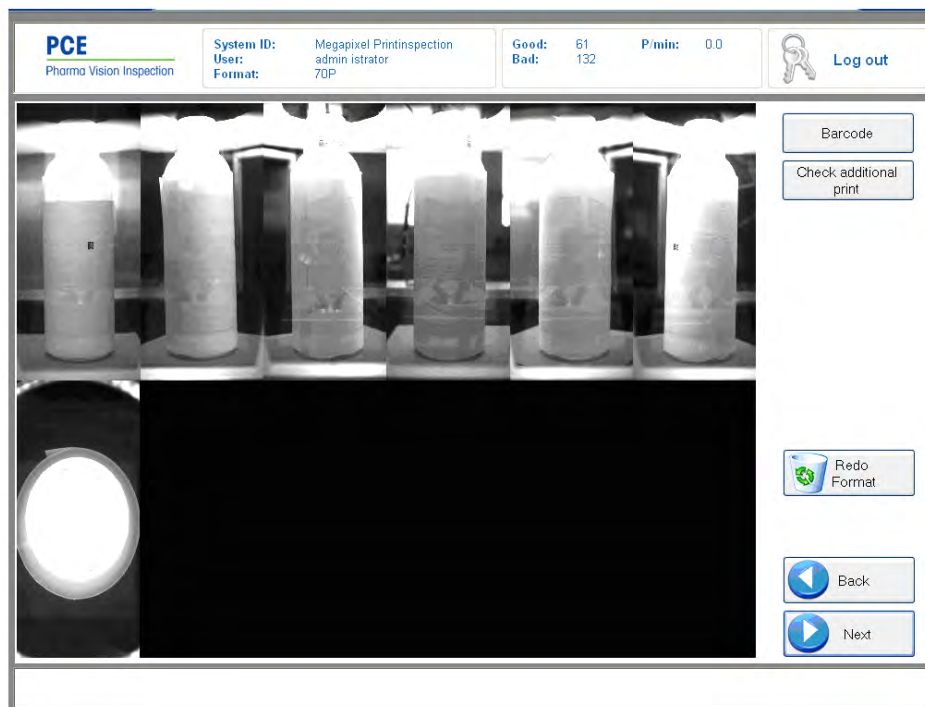 PCE
Pharma Vision Inspection
System ID: Megapixel Printinspection
User: admin istrator
Format: 70P
Good: 61 P/min: 0.0
Bad: 132
Log out
Barcode
Check additional
print
Redo
Format
Back
Next